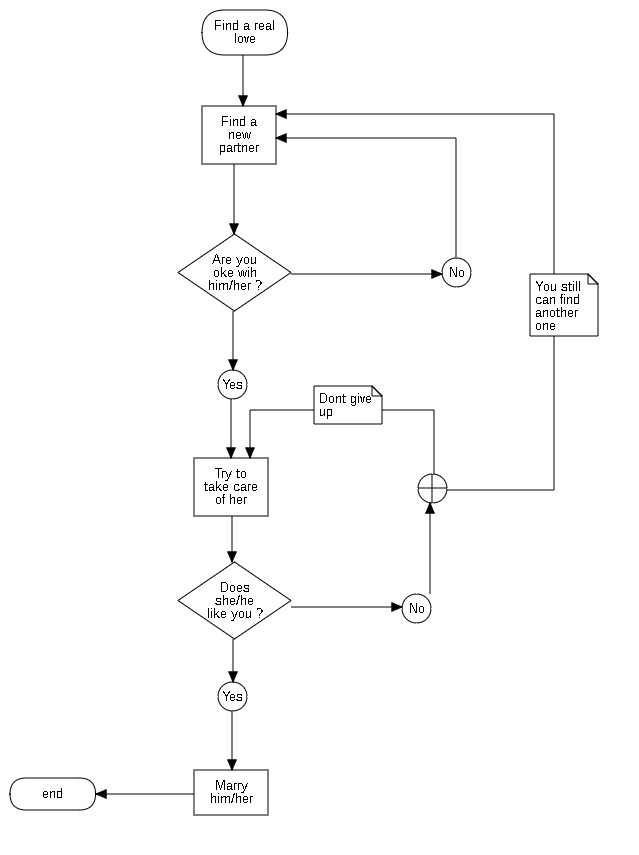 Find a real
love
Find a
new
partner
Are you
oke wih
him/her ?
No
You still
can find
another
one
Yes
Dont give
up
Try to
take care
of her
Does
she/he
like you ?
No
Yes
Marry
him/her
end